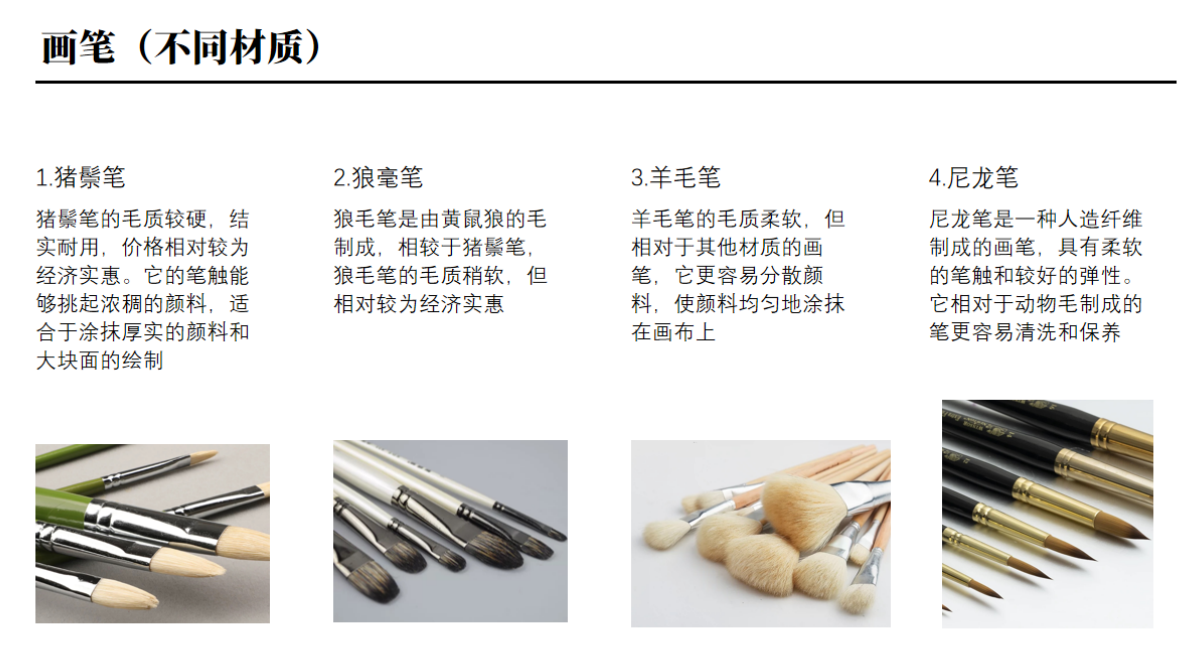 画笔（不同材质）
1.猪鬃笔
猪鬃笔的毛质较硬，结
实耐用，价格相对较为
经济实惠。它的笔触能
够挑起浓稠的颜料，适
合于涂抹厚实的颜料和
大块面的绘制
2.狼毫笔
狼毛笔是由黄鼠狼的毛
制成，相较于猪鬃笔，
狼毛笔的毛质稍软，但
相对较为经济实惠
3.羊毛笔
羊毛笔的毛质柔软，但
相对于其他材质的画
笔，它更容易分散颜
料，使颜料均匀地涂抹
在画布上
4.尼龙笔
尼龙笔是一种人造纤维
制成的画笔，具有柔软
的笔触和较好的弹性。
它相对于动物毛制成的
笔更容易清洗和保养